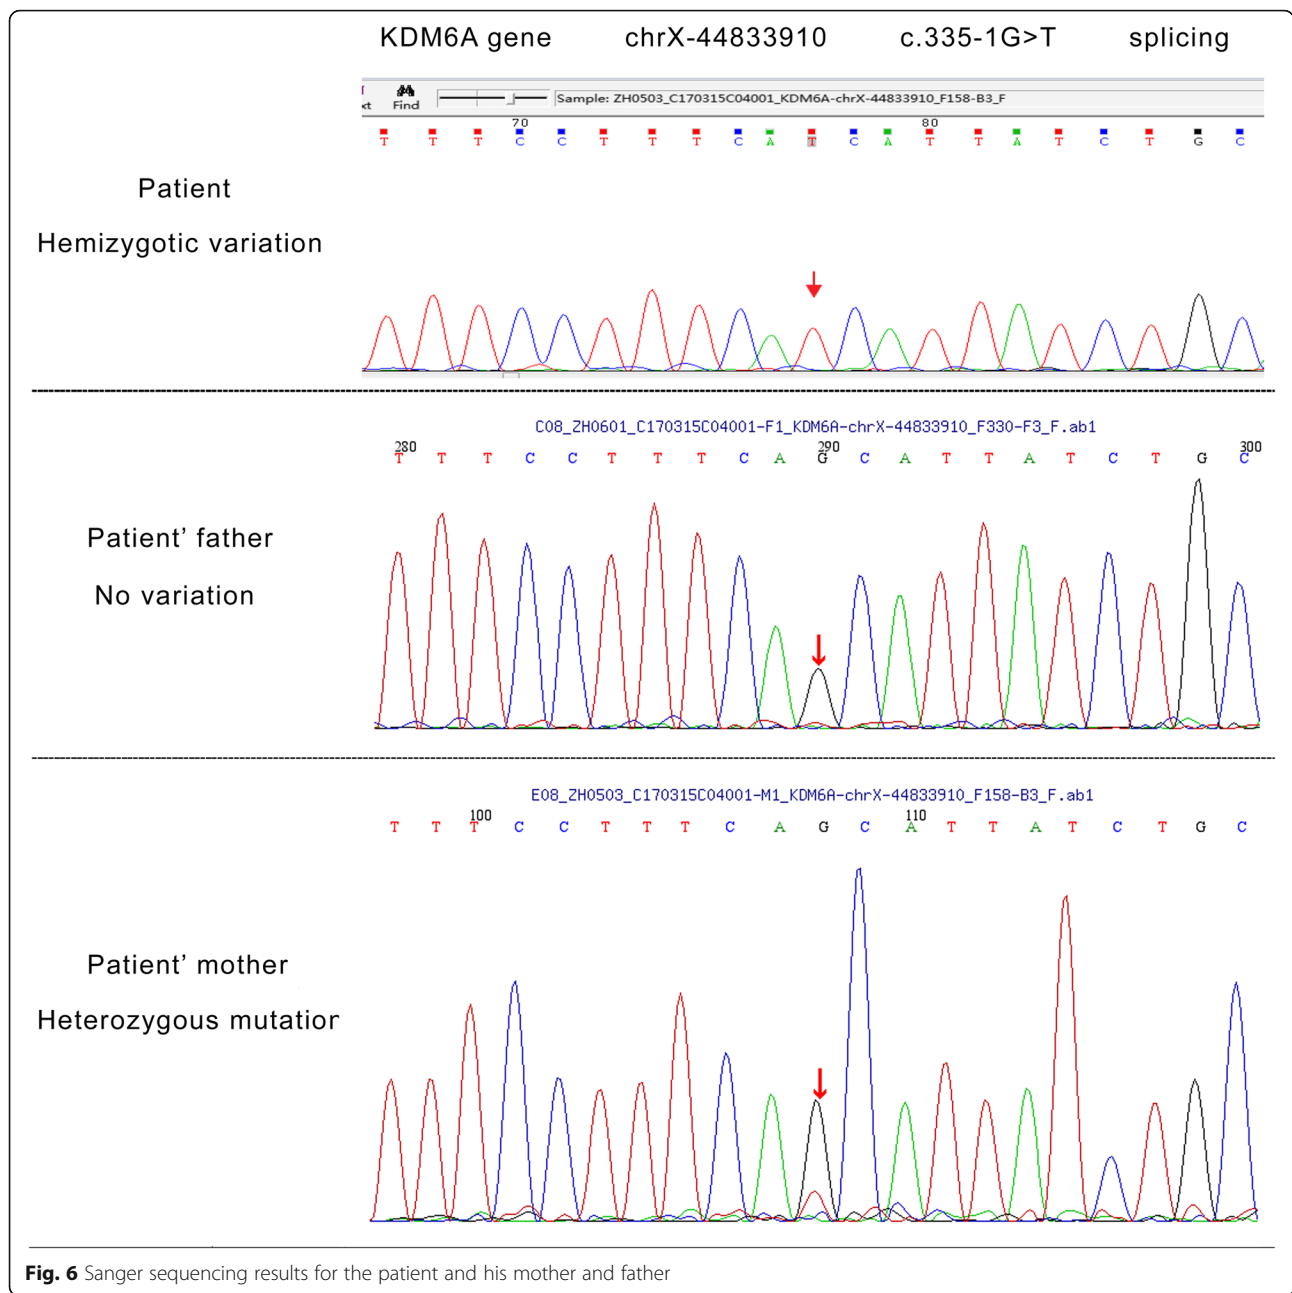 KDM6A gene chrX-44833910 c.335-1G>T splicing
xt Find Sample: ZH0503_C170315C04001_KDM6A-chrX-44833910_F158-B3_F
70 80
T T T C C T T T C A T C A T T A T C T G C
Patient
Hemizygotic variation
C08_ZH0601_C170315C04001-F1_KDM6A-chrX-44833910_F330-F3_F.ab1
280 290 300
T T T C C T T T C A G C A T T A T C T G C
Patient’ father
No variation
E08_ZH0503_C170315C04001-M1_KDM6A-chrX-44833910_F158-B3_F.ab1
100 110
T T T C C T T T C A G C A T T A T C T G C
Patient’ mother
Heterozygous mutation
Fig. 6 Sanger sequencing results for the patient and his mother and father